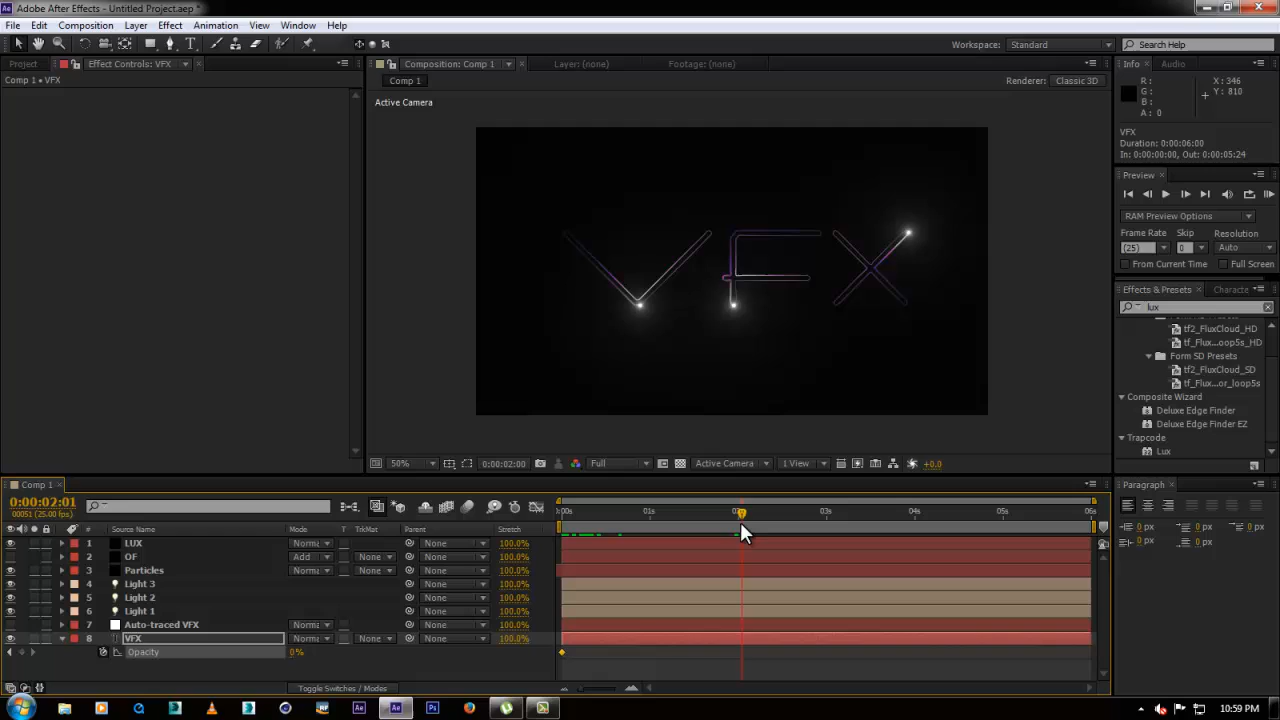 Adobe After Effects - Untitled Project.aep *
File Edit Composition Layer Effect Animation View Window Help
Workspace: Standard Search Help
Project Effect Controls: VFX Composition: Comp 1 Layer: (none) Footage: (none) Info Audio
Comp 1 • VFX Comp 1 Renderer: Classic 3D
Active Camera
R: X: 346
G: Y: 810
B:
A: 0
VFX
Duration: 0:00:06:00
In: 0:00:00:00, Out: 0:00:05:24
Preview
RAM Preview Options
Frame Rate Skip Resolution
(25) 0 Auto
From Current Time Full Screen
VFX
Effects & Presets Characte
lux
tf2_FluxCloud_HD
tf_Flux...oop5s_HD
Form SD Presets
tf2_FluxCloud_SD
tf_Flux...or_loop5s
Composite Wizard
Deluxe Edge Finder
Deluxe Edge Finder EZ
Trapcode
Lux
50% 0:00:02:00 Full Active Camera 1 View +0.0
Comp 1 Paragraph
0:00:02:01
00051 (25.00 fps)
:00s 01s 03s 04s 05s 06s
# Source Name Mode T TrkMat Parent Stretch
1 LUX Norma None 100.0%
2 OF Add None None 100.0%
3 Particles Norma None None 100.0%
4 Light 3 None 100.0%
5 Light 2 None 100.0%
6 Light 1 None 100.0%
7 Auto-traced VFX Norma None None 100.0%
8 VFX Norma None None 100.0%
Opacity 0%
0 px 0 px 0 px
0 px 0 px
Toggle Switches / Modes
10:59 PM